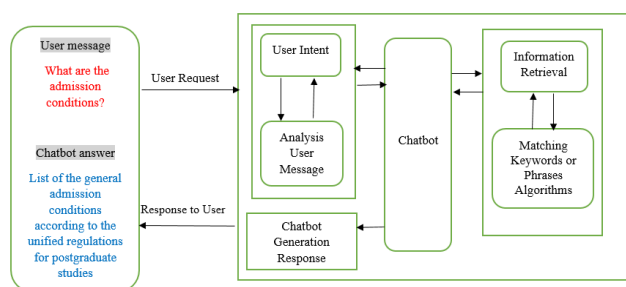 User message
What are the
admission
conditions?
Chatbot answer
List of the general
admission
conditions
according to the
unified regulations
for postgraduate
studies
User Request
Response to User
User Intent
Analysis
User
Message
Chatbot
Generation
Response
Chatbot
Information
Retrieval
Matching
Keywords or
Phrases
Algorithms